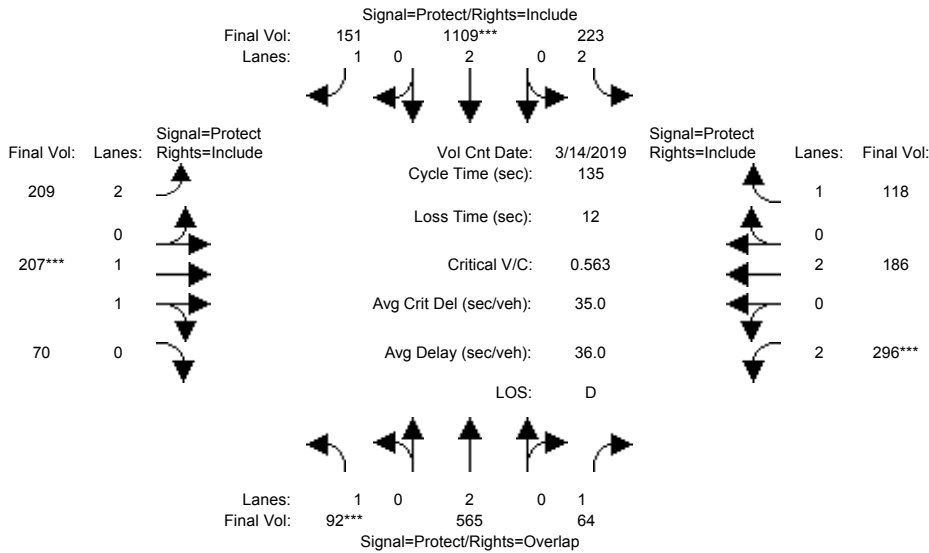 Signal=Protect/Rights=Include
Final Vol: 151 1109*** 223
Lanes: 1 0 2 0 2
Signal=Protect Signal=Protect
Final Vol: Lanes: Rights=Include Vol Cnt Date: 3/14/2019 Rights=Include Lanes: Final Vol:
Cycle Time (sec): 135
209 2 1 118
Loss Time (sec): 12
0 0
207*** 1 Critical V/C: 0.563 2 186
1 Avg Crit Del (sec/veh): 35.0 0
70 0 Avg Delay (sec/veh): 36.0 2 296***
LOS: D
Lanes: 1 0 2 0 1
Final Vol: 92*** 565 64
Signal=Protect/Rights=Overlap